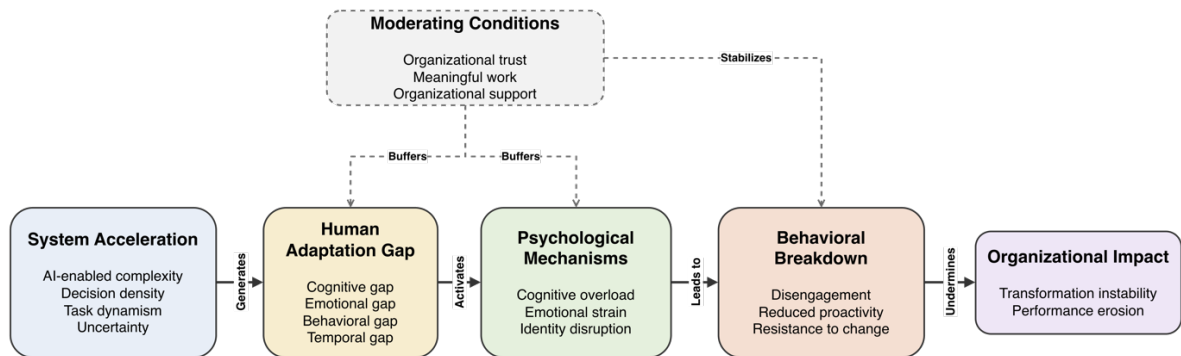 Moderating Conditions
Organizational trust
Meaningful work
Organizational support
Stabilizes
Buffers
Buffers
System Acceleration
AI-enabled complexity
Decision density
Task dynamism
Uncertainty
Generates
Human
Adaptation Gap
Cognitive gap
Emotional gap
Behavioral gap
Temporal gap
Activates
Psychological
Mechanisms
Cognitive overload
Emotional strain
Identity disruption
Leads to
Behavioral
Breakdown
Disengagement
Reduced proactivity
Resistance to change
Undermines
Organizational Impact
Transformation instability
Performance erosion